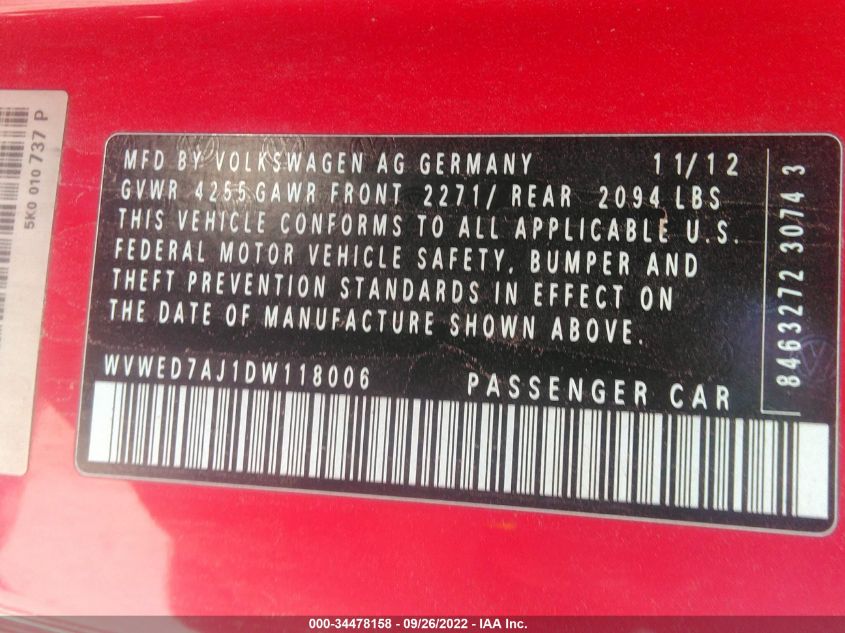 MFD BY VOLKSWAGEN AG GERMANY 11/12
GVWR 4255 GAWR FRONT 2271/ REAR 2094 LBS
THIS VEHICLE CONFORMS TO ALL APPLICABLE U.S.
FEDERAL MOTOR VEHICLE SAFETY, BUMPER AND
THEFT PREVENTION STANDARDS IN EFFECT ON
THE DATE OF MANUFACTURE SHOWN ABOVE.
WVWED7AJ1DW118006 PASSENGER CAR
8463272 3074 3
5K0 010 737 P
000-34478158 - 09/26/2022 - IAA Inc.